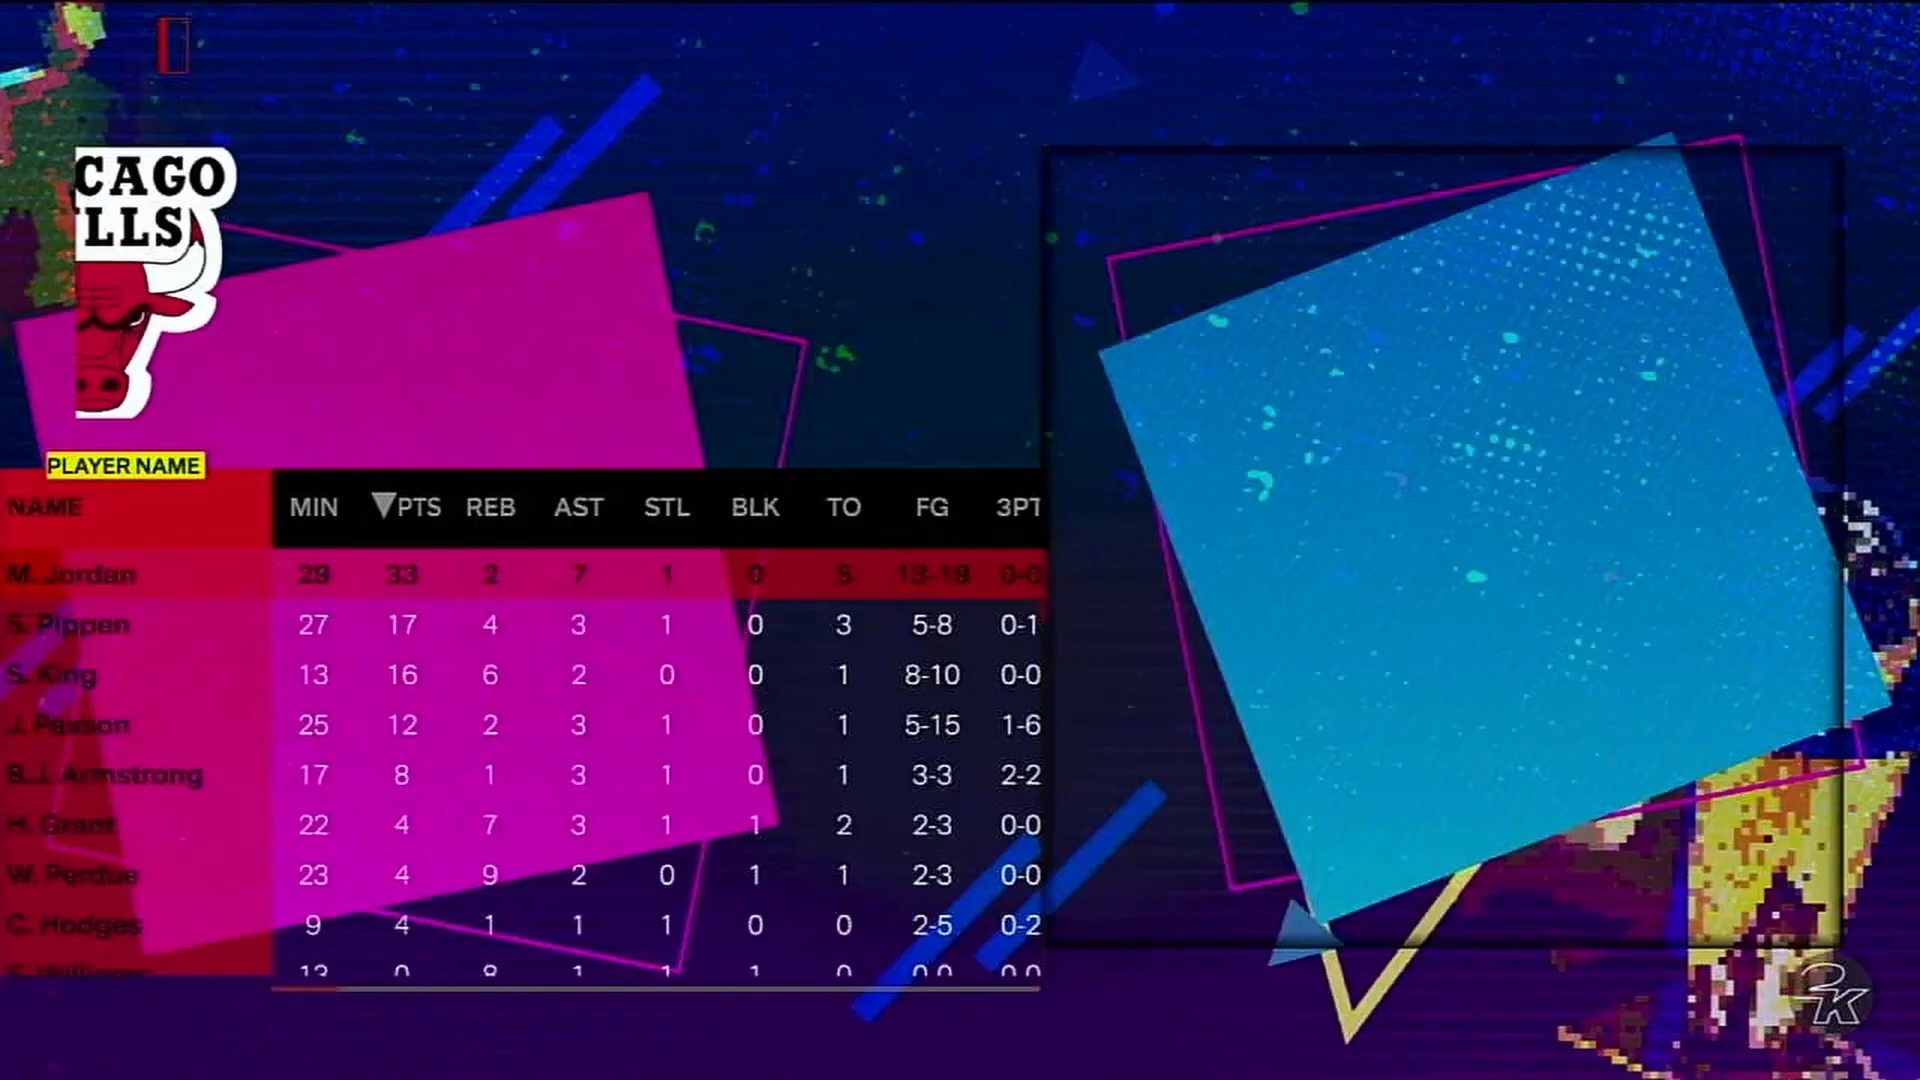 CAGO
LLS
PLAYER NAME
NAME MIN PTS REB AST STL BLK TO FG 3PT
M. Jordan 29 33 2 7 1 0 5 13-19 0-0
S. Pippen 27 17 4 3 1 0 3 5-8 0-1
S. King 13 16 6 2 0 0 1 8-10 0-0
J. Paxson 25 12 2 3 1 0 1 5-15 1-6
B.J. Armstrong 17 8 1 3 1 0 1 3-3 2-2
H. Grant 22 4 7 3 1 1 2 2-3 0-0
W. Perdue 23 4 9 2 0 1 1 2-3 0-0
C. Hodges 9 4 1 1 1 0 0 2-5 0-2
2K